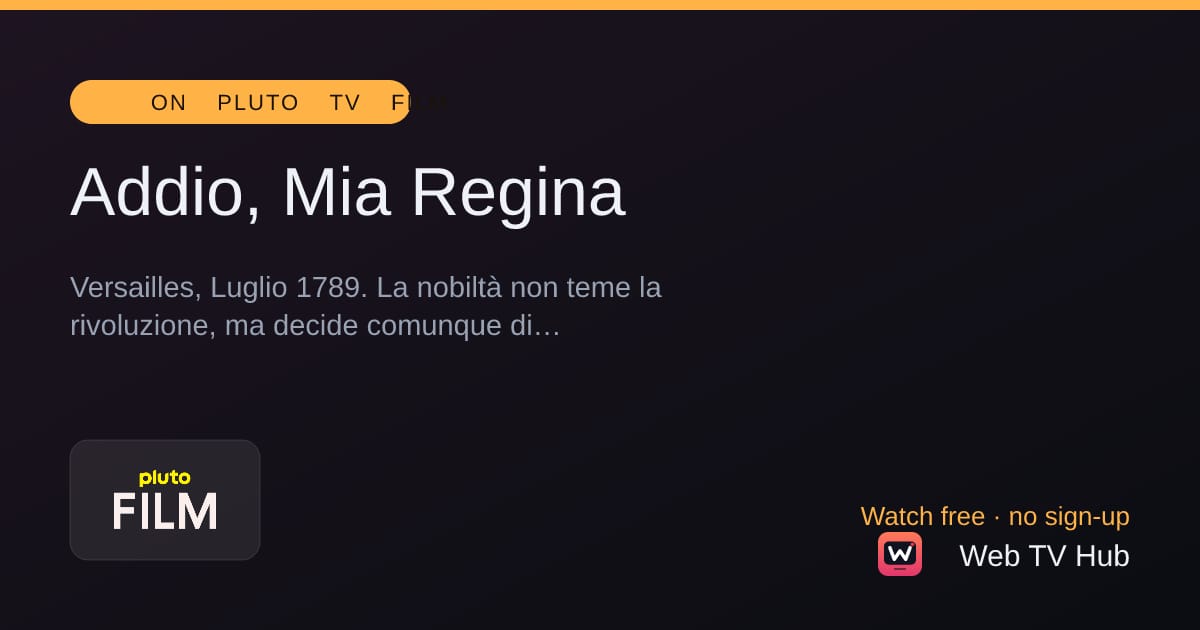 ON PLUTO TV FILM
Addio, Mia Regina
Versailles, Luglio 1789. La nobiltà non teme la
rivoluzione, ma decide comunque di…
pluto
FILM
Watch free · no sign-up
W
Web TV Hub